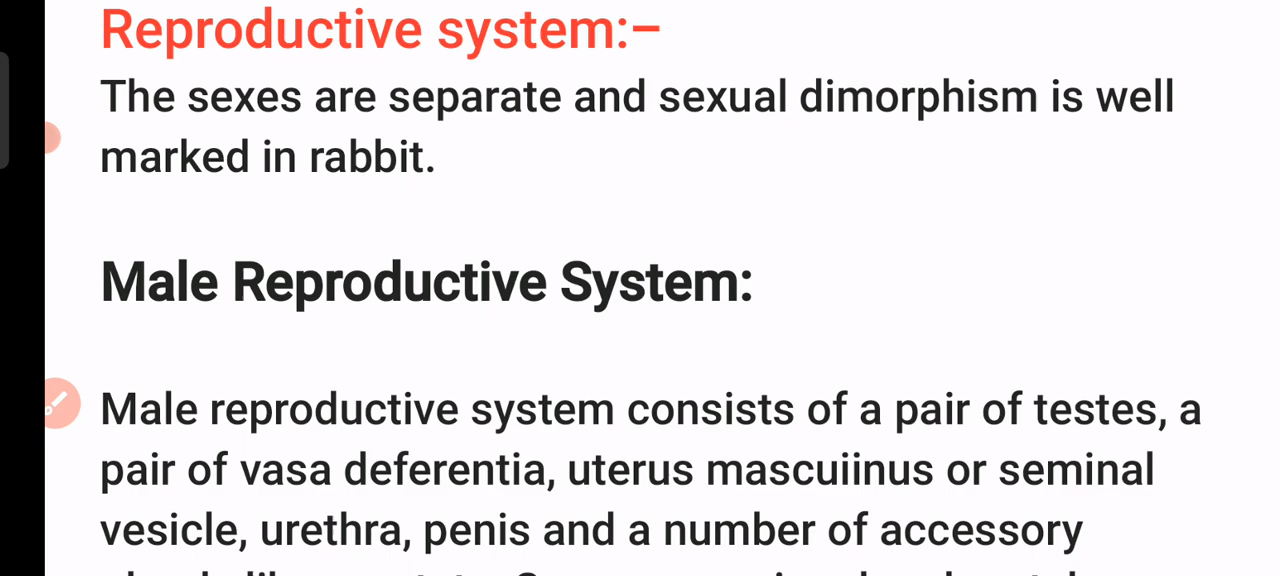 Reproductive system:–
The sexes are separate and sexual dimorphism is well
marked in rabbit.
Male Reproductive System:
Male reproductive system consists of a pair of testes, a
pair of vasa deferentia, uterus mascuiinus or seminal
vesicle, urethra, penis and a number of accessory